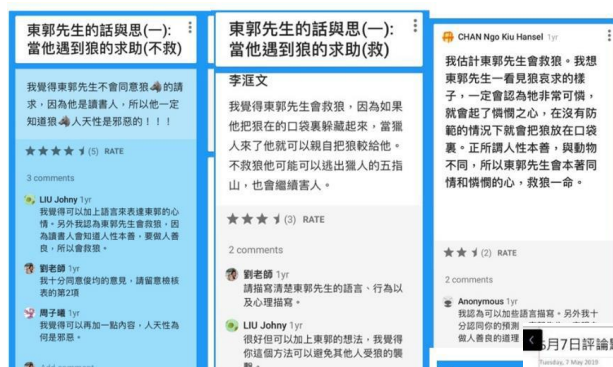 東郭先生的話與思(一):
當他遇到狼的求助(不救)
我覺得東郭先生不會同意狼🐴的請
求，因為他是讀書人，所以他一定
知道狼🐴人天性是邪惡的！！！
(5) RATE
3 comments
LIU Johny 1yr
我覺得可以加上語言來表達東郭的心
情。另外我認為東郭先生會救狼，因
為讀書人會知道人性本善，要做人善
良，所以會救狼。
劉老師 1yr
我十分同意俊均的意見，請留意檢核
表的第2項
周子曦 1yr
我覺得可以再加一點內容，人天性為
何是邪惡。
Add comment
東郭先生的話與思(一):
當他遇到狼的求助(救)
李滙文
我覺得東郭先生會救狼，因為如果
他把狼在的口袋裏躲藏起來，當獵
人來了他就可以親自把狼較給他。
不救狼他可能可以逃出獵人的五指
山，也會繼續害人。
(3) RATE
2 comments
劉老師 1yr
請描寫清楚東郭先生的語言、行為以
及心理描寫。
LIU Johny 1yr
很好但可以加上東郭的想法，我覺得
你這個方法可以避免其他人受狼的襲
擊。
CHAN Ngo Kiu Hansel 1yr
我估計東郭先生會救狼。我想
東郭先生一看見狼哀求的樣
子，一定會認為牠非常可憐，
就會起了憐憫之心，在沒有防
範的情況下就會把狼放在口袋
裏。正所謂人性本善，與動物
不同，所以東郭先生會本著同
情和憐憫的心，救狼一命。
(2) RATE
2 comments
Anonymous 1yr
我認為可以加些語言描寫。另外我十
分認同你的預測
做人善良的道理
月7日評論
Tuesday, 7 May 2019